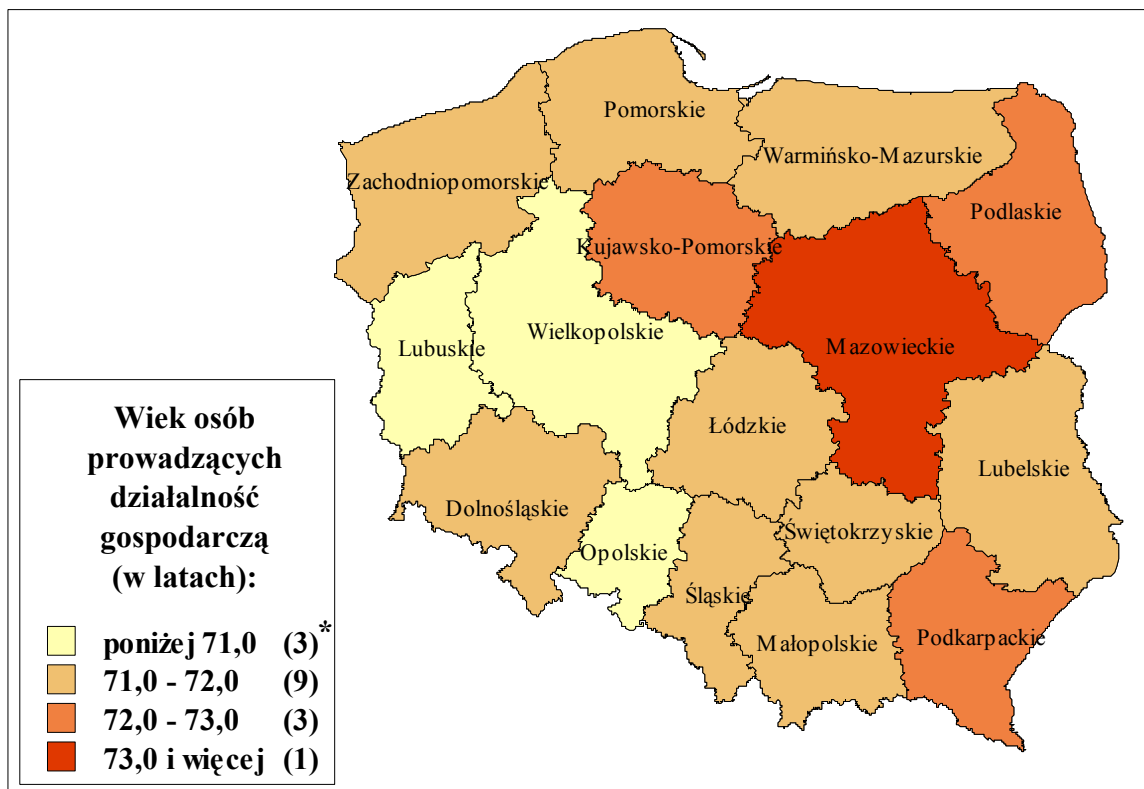 Pomorskie
Warmińsko-Mazurskie
Zachodniopomorskie
Podlaskie
Kujawsko-Pomorskie
Wielkopolskie
Lubuskie
Mazowieckie
Łódzkie
Lubelskie
Dolnośląskie
Świętokrzyskie
Opolskie
Śląskie
Małopolskie
Podkarpackie
Wiek osób
prowadzących
działalność
gospodarczą
(w latach):
poniżej 71,0 (3)*
71,0 - 72,0 (9)
72,0 - 73,0 (3)
73,0 i więcej (1)